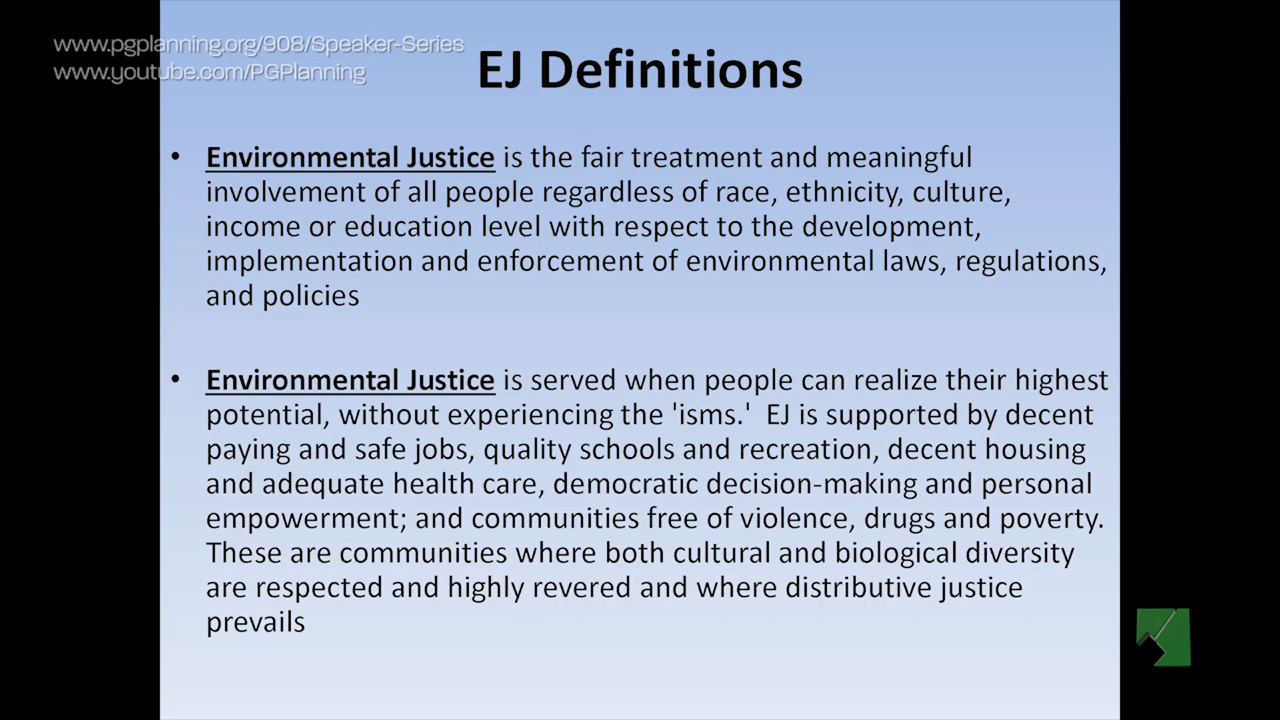 www.pgplanning.org/908/Speaker-Series
www.youtube.com/PGPlanning
EJ Definitions
• Environmental Justice is the fair treatment and meaningful
involvement of all people regardless of race, ethnicity, culture,
income or education level with respect to the development,
implementation and enforcement of environmental laws, regulations,
and policies
• Environmental Justice is served when people can realize their highest
potential, without experiencing the 'isms.' EJ is supported by decent
paying and safe jobs, quality schools and recreation, decent housing
and adequate health care, democratic decision-making and personal
empowerment; and communities free of violence, drugs and poverty.
These are communities where both cultural and biological diversity
are respected and highly revered and where distributive justice
prevails